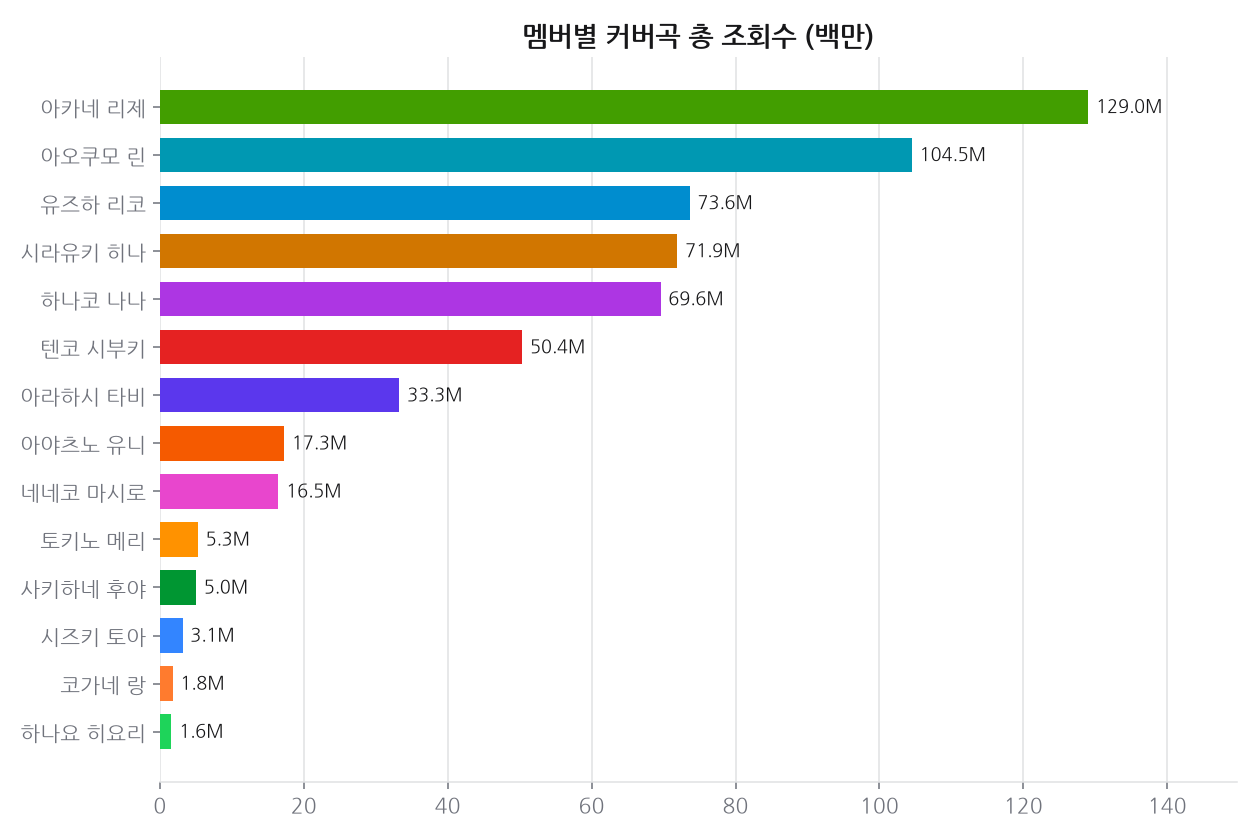 멤버별 커버곡 총 조회수 (백만)
아카네 리제 129.0M
아오쿠모 린 104.5M
유즈하 리코 73.6M
시라유키 히나 71.9M
하나코 나나 69.6M
텐코 시부키 50.4M
아라하시 타비 33.3M
아야츠노 유니 17.3M
네네코 마시로 16.5M
토키노 메리 5.3M
사키하네 후야 5.0M
시즈키 토아 3.1M
코가네 랑 1.8M
하나요 히요리 1.6M
0 20 40 60 80 100 120 140